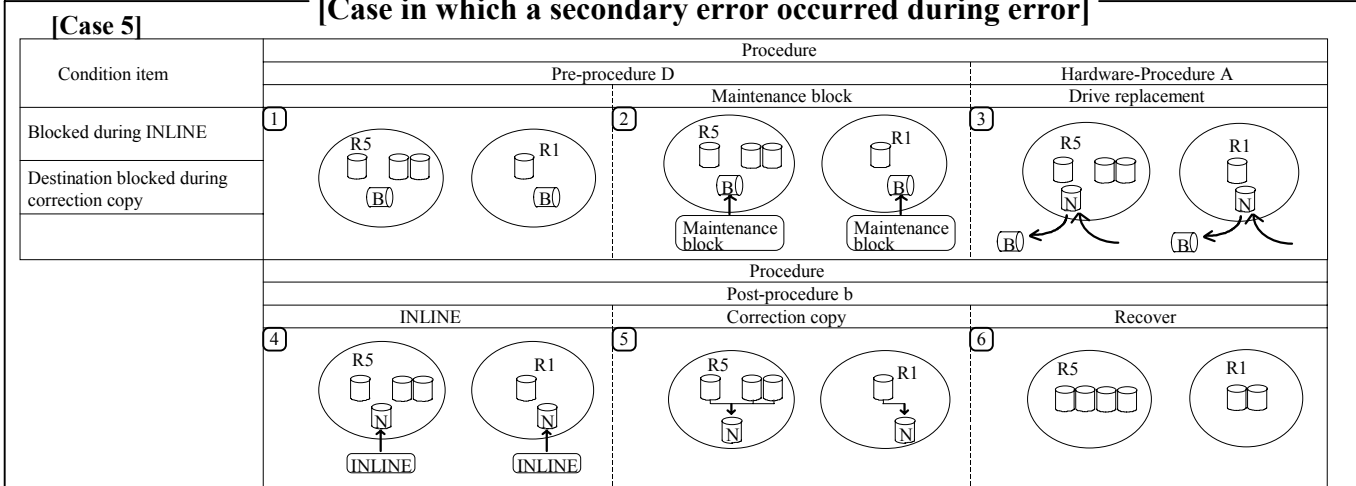 [Case in which a secondary error occurred during error]
[Case 5]
Condition item
Procedure
Pre-procedure D
Hardware-Procedure A
Maintenance block
Drive replacement
Blocked during INLINE
Destination blocked during
correction copy
1
R5
B
R1
B
2
R5
B
Maintenance
block
R1
B
Maintenance
block
3
R5
N
B
R1
N
B
Procedure
Post-procedure b
INLINE
Correction copy
Recover
4
R5
N
INLINE
R1
N
INLINE
5
R5
N
R1
N
6
R5
R1